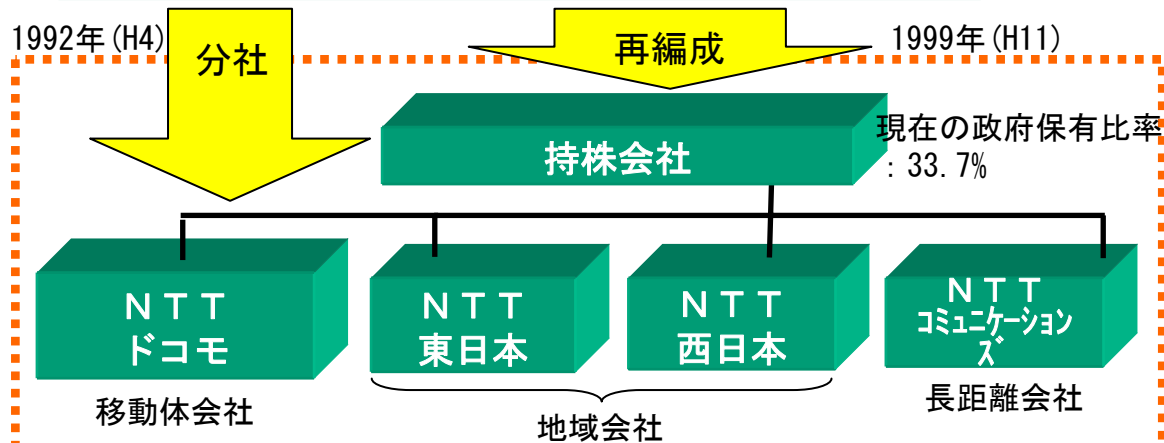 1992年(H4)
分社
再編成
1999年(H11)
持株会社
現在の政府保有比率
：33.7%
ＮＴＴ
ドコモ
ＮＴＴ
東日本
ＮＴＴ
西日本
ＮＴＴ
ｺﾐｭﾆｹｰｼｮﾝ
ｽﾞ
移動体会社
地域会社
長距離会社